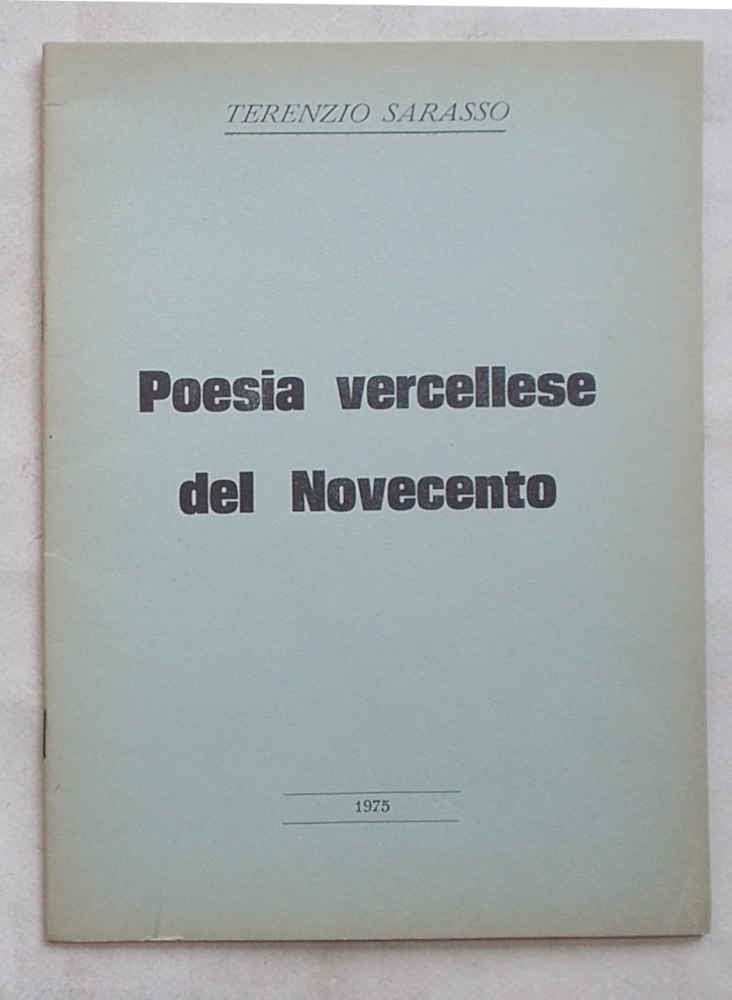 TERENZIO SARASSO
Poesia vercellese
del Novecento
1975